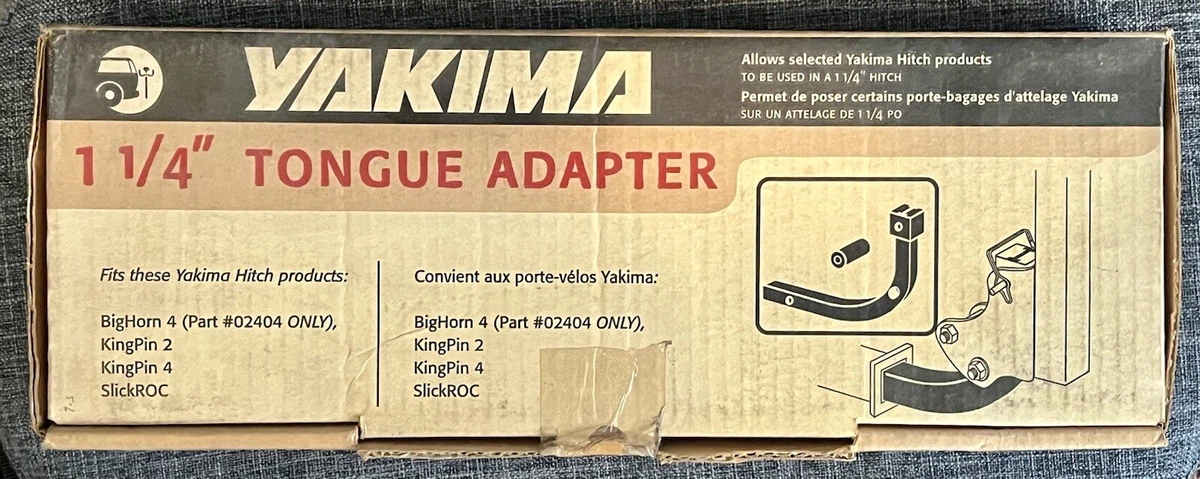 YAKIMA
Allows selected Yakima Hitch products
TO BE USED IN A 1 1/4" HITCH
Permet de poser certains porte-bagages d'attelage Yakima
SUR UN ATTELAGE DE 1 1/4 PO
1 1/4" TONGUE ADAPTER
Fits these Yakima Hitch products:
BigHorn 4 (Part #02404 ONLY),
KingPin 2
KingPin 4
SlickROC
Convient aux porte-vélos Yakima:
BigHorn 4 (Part #02404 ONLY),
KingPin 2
KingPin 4
SlickROC